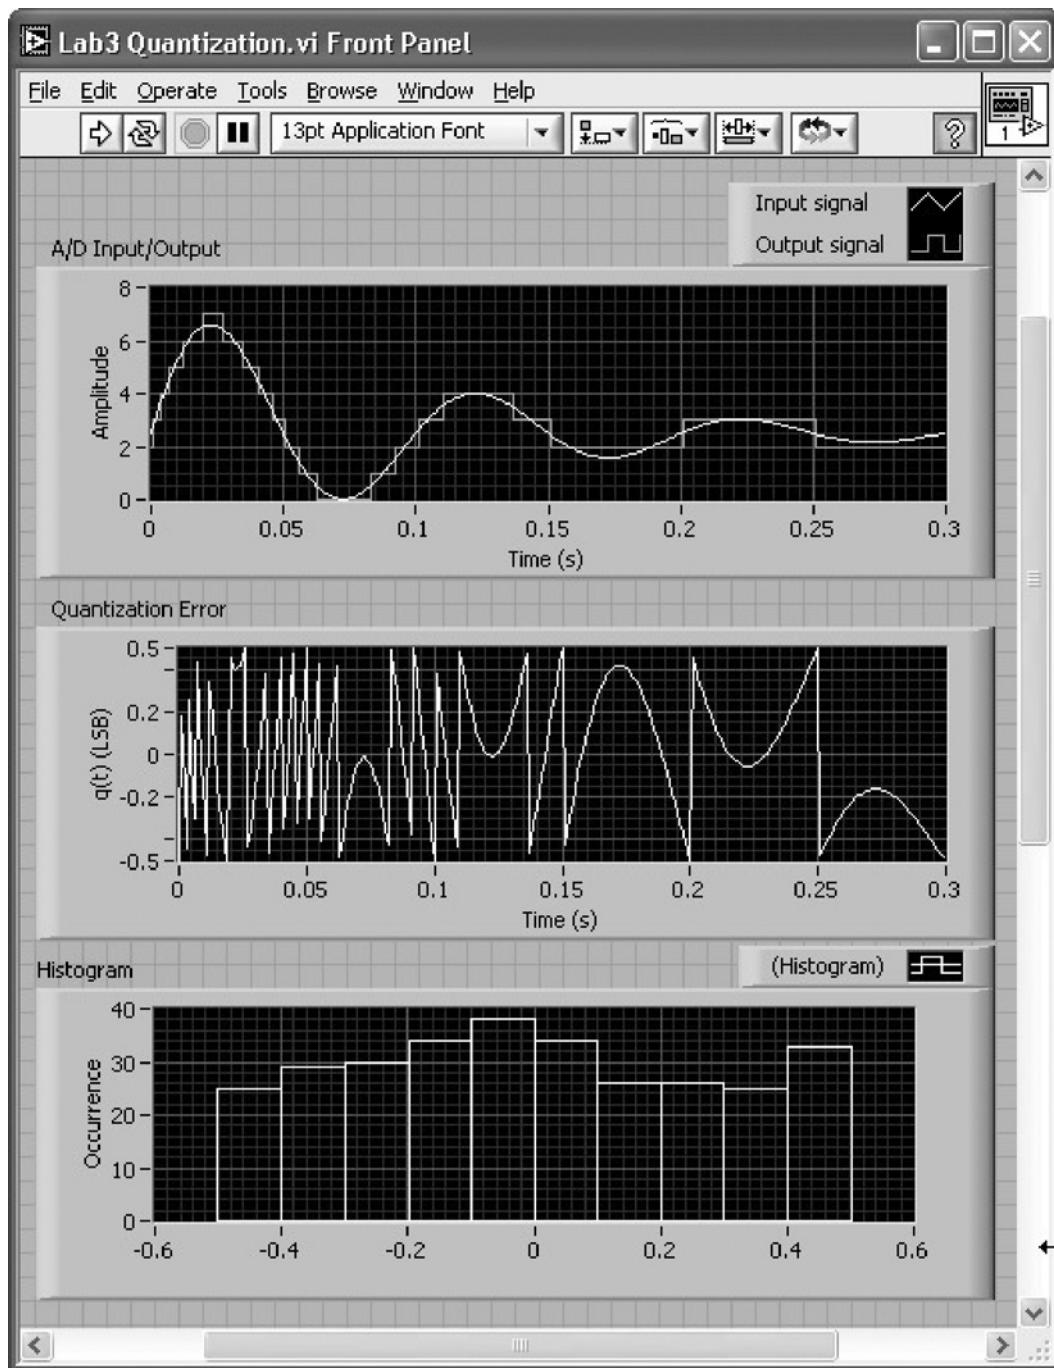 Lab3 Quantization.vi Front Panel
File Edit Operate Tools Browse Window Help
13pt Application Font
?
1
Input signal
Output signal
A/D Input/Output
8
6
4
2
0
Amplitude
0 0.05 0.1 0.15 0.2 0.25 0.3
Time (s)
Quantization Error
0.5
0.2
0
-0.2
-0.5
q(t) (LSB)
0 0.05 0.1 0.15 0.2 0.25 0.3
Time (s)
Histogram
(Histogram)
40
30
20
10
0
Occurrence
-0.6 -0.4 -0.2 0 0.2 0.4 0.6